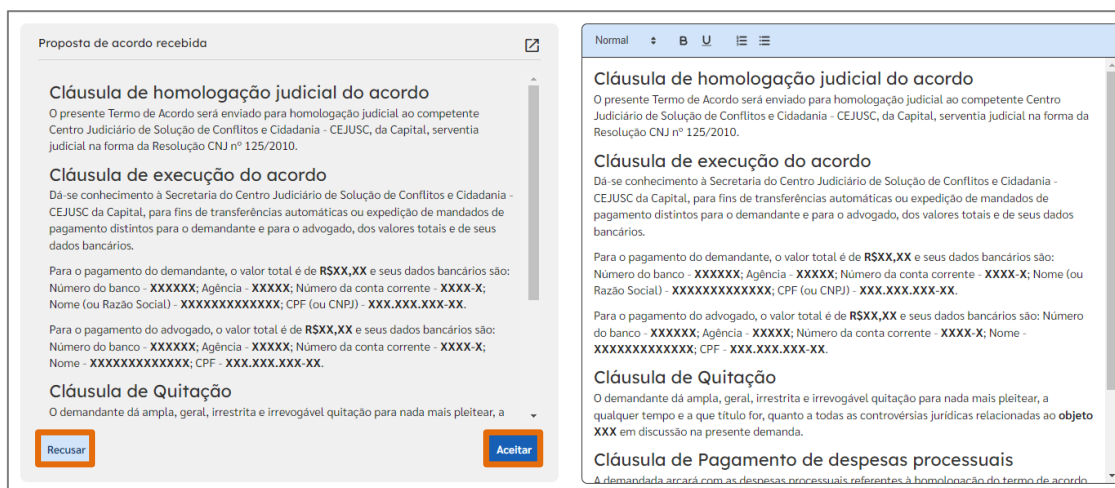 Proposta de acordo recebida
Cláusula de homologação judicial do acordo
O presente Termo de Acordo será enviado para homologação judicial ao competente
Centro Judiciário de Solução de Conflitos e Cidadania - CEJUSC, da Capital, serventia
judicial na forma da Resolução CNJ nº 125/2010.
Cláusula de execução do acordo
Dá-se conhecimento à Secretaria do Centro Judiciário de Solução de Conflitos e Cidadania -
CEJUSC da Capital, para fins de transferências automáticas ou expedição de mandados de
pagamento distintos para o demandante e para o advogado, dos valores totais e de seus
dados bancários.
Para o pagamento do demandante, o valor total é de R$XX,XX e seus dados bancários são:
Número do banco - XXXXXX; Agência - XXXXX; Número da conta corrente - XXXX-X;
Nome (ou Razão Social) - XXXXXXXXXXXXX; CPF (ou CNPJ) - XXX.XXX.XXX-XX.
Para o pagamento do advogado, o valor total é de R$XX,XX e seus dados bancários são:
Número do banco - XXXXXX; Agência - XXXXX; Número da conta corrente - XXXX-X;
Nome - XXXXXXXXXXXXX; CPF - XXX.XXX.XXX-XX.
Cláusula de Quitação
O demandante dá ampla, geral, irrestrita e irrevogável quitação para nada mais pleitear, a
Recusar
Aceitar
Normal B U
Cláusula de homologação judicial do acordo
O presente Termo de Acordo será enviado para homologação judicial ao competente Centro
Judiciário de Solução de Conflitos e Cidadania - CEJUSC, da Capital, serventia judicial na forma da
Resolução CNJ nº 125/2010.
Cláusula de execução do acordo
Dá-se conhecimento à Secretaria do Centro Judiciário de Solução de Conflitos e Cidadania -
CEJUSC da Capital, para fins de transferências automáticas ou expedição de mandados de
pagamento distintos para o demandante e para o advogado, dos valores totais e de seus dados
bancários.
Para o pagamento do demandante, o valor total é de R$XX,XX e seus dados bancários são:
Número do banco - XXXXXX; Agência - XXXXX; Número da conta corrente - XXXX-X; Nome (ou
Razão Social) - XXXXXXXXXXXXX; CPF (ou CNPJ) - XXX.XXX.XXX-XX.
Para o pagamento do advogado, o valor total é de R$XX,XX e seus dados bancários são: Número
do banco - XXXXXX; Agência - XXXXX; Número da conta corrente - XXXX-X; Nome -
XXXXXXXXXXXXX; CPF - XXX.XXX.XXX-XX.
Cláusula de Quitação
O demandante dá ampla, geral, irrestrita e irrevogável quitação para nada mais pleitear, a
qualquer tempo e a que título for, quanto a todas as controvérsias jurídicas relacionadas ao objeto
XXX em discussão na presente demanda.
Cláusula de Pagamento de despesas processuais
A demandada arcará com as despesas processuais referentes à homologação do termo de acordo